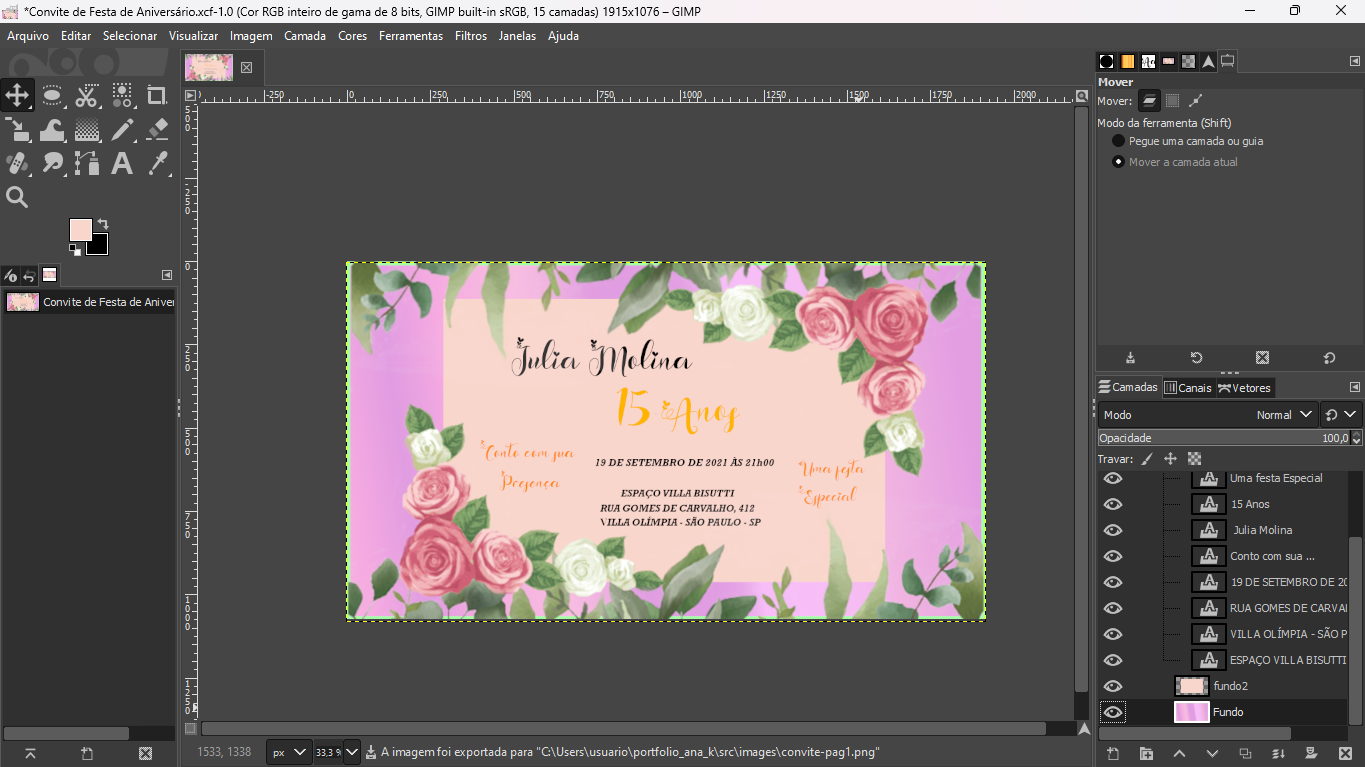 *Convite de Festa de Aniversário.xcf-1.0 (Cor RGB inteiro de gama de 8 bits, GIMP built-in sRGB, 15 camadas) 1915x1076 – GIMP
Arquivo Editar Selecionar Visualizar Imagem Camada Cores Ferramentas Filtros Janelas Ajuda
-250 0 250 500 750 1000 1250 1500 1750 2000
Mover
Mover:
Modo da ferramenta (Shift)
Pegue uma camada ou guia
Mover a camada atual
Convite de Festa de Aniver
Julia Molina
15 Anos
Conto com sua
Presença
19 DE SETEMBRO DE 2021 ÀS 21h00
Uma festa
Especial
ESPAÇO VILLA BISUTTI
RUA GOMES DE CARVALHO, 412
VILLA OLÍMPIA - SÃO PAULO - SP
Camadas Canais Vetores
Modo Normal
Opacidade 100,0
Travar:
Uma festa Especial
15 Anos
Julia Molina
Conto com sua ...
19 DE SETEMBRO DE 20
RUA GOMES DE CARVAL
VILLA OLÍMPIA - SÃO P
ESPAÇO VILLA BISUTTI
fundo2
Fundo
1533, 1338 px 33,3 % A imagem foi exportada para "C:\Users\usuario\portfolio_ana_k\src\images\convite-pag1.png"